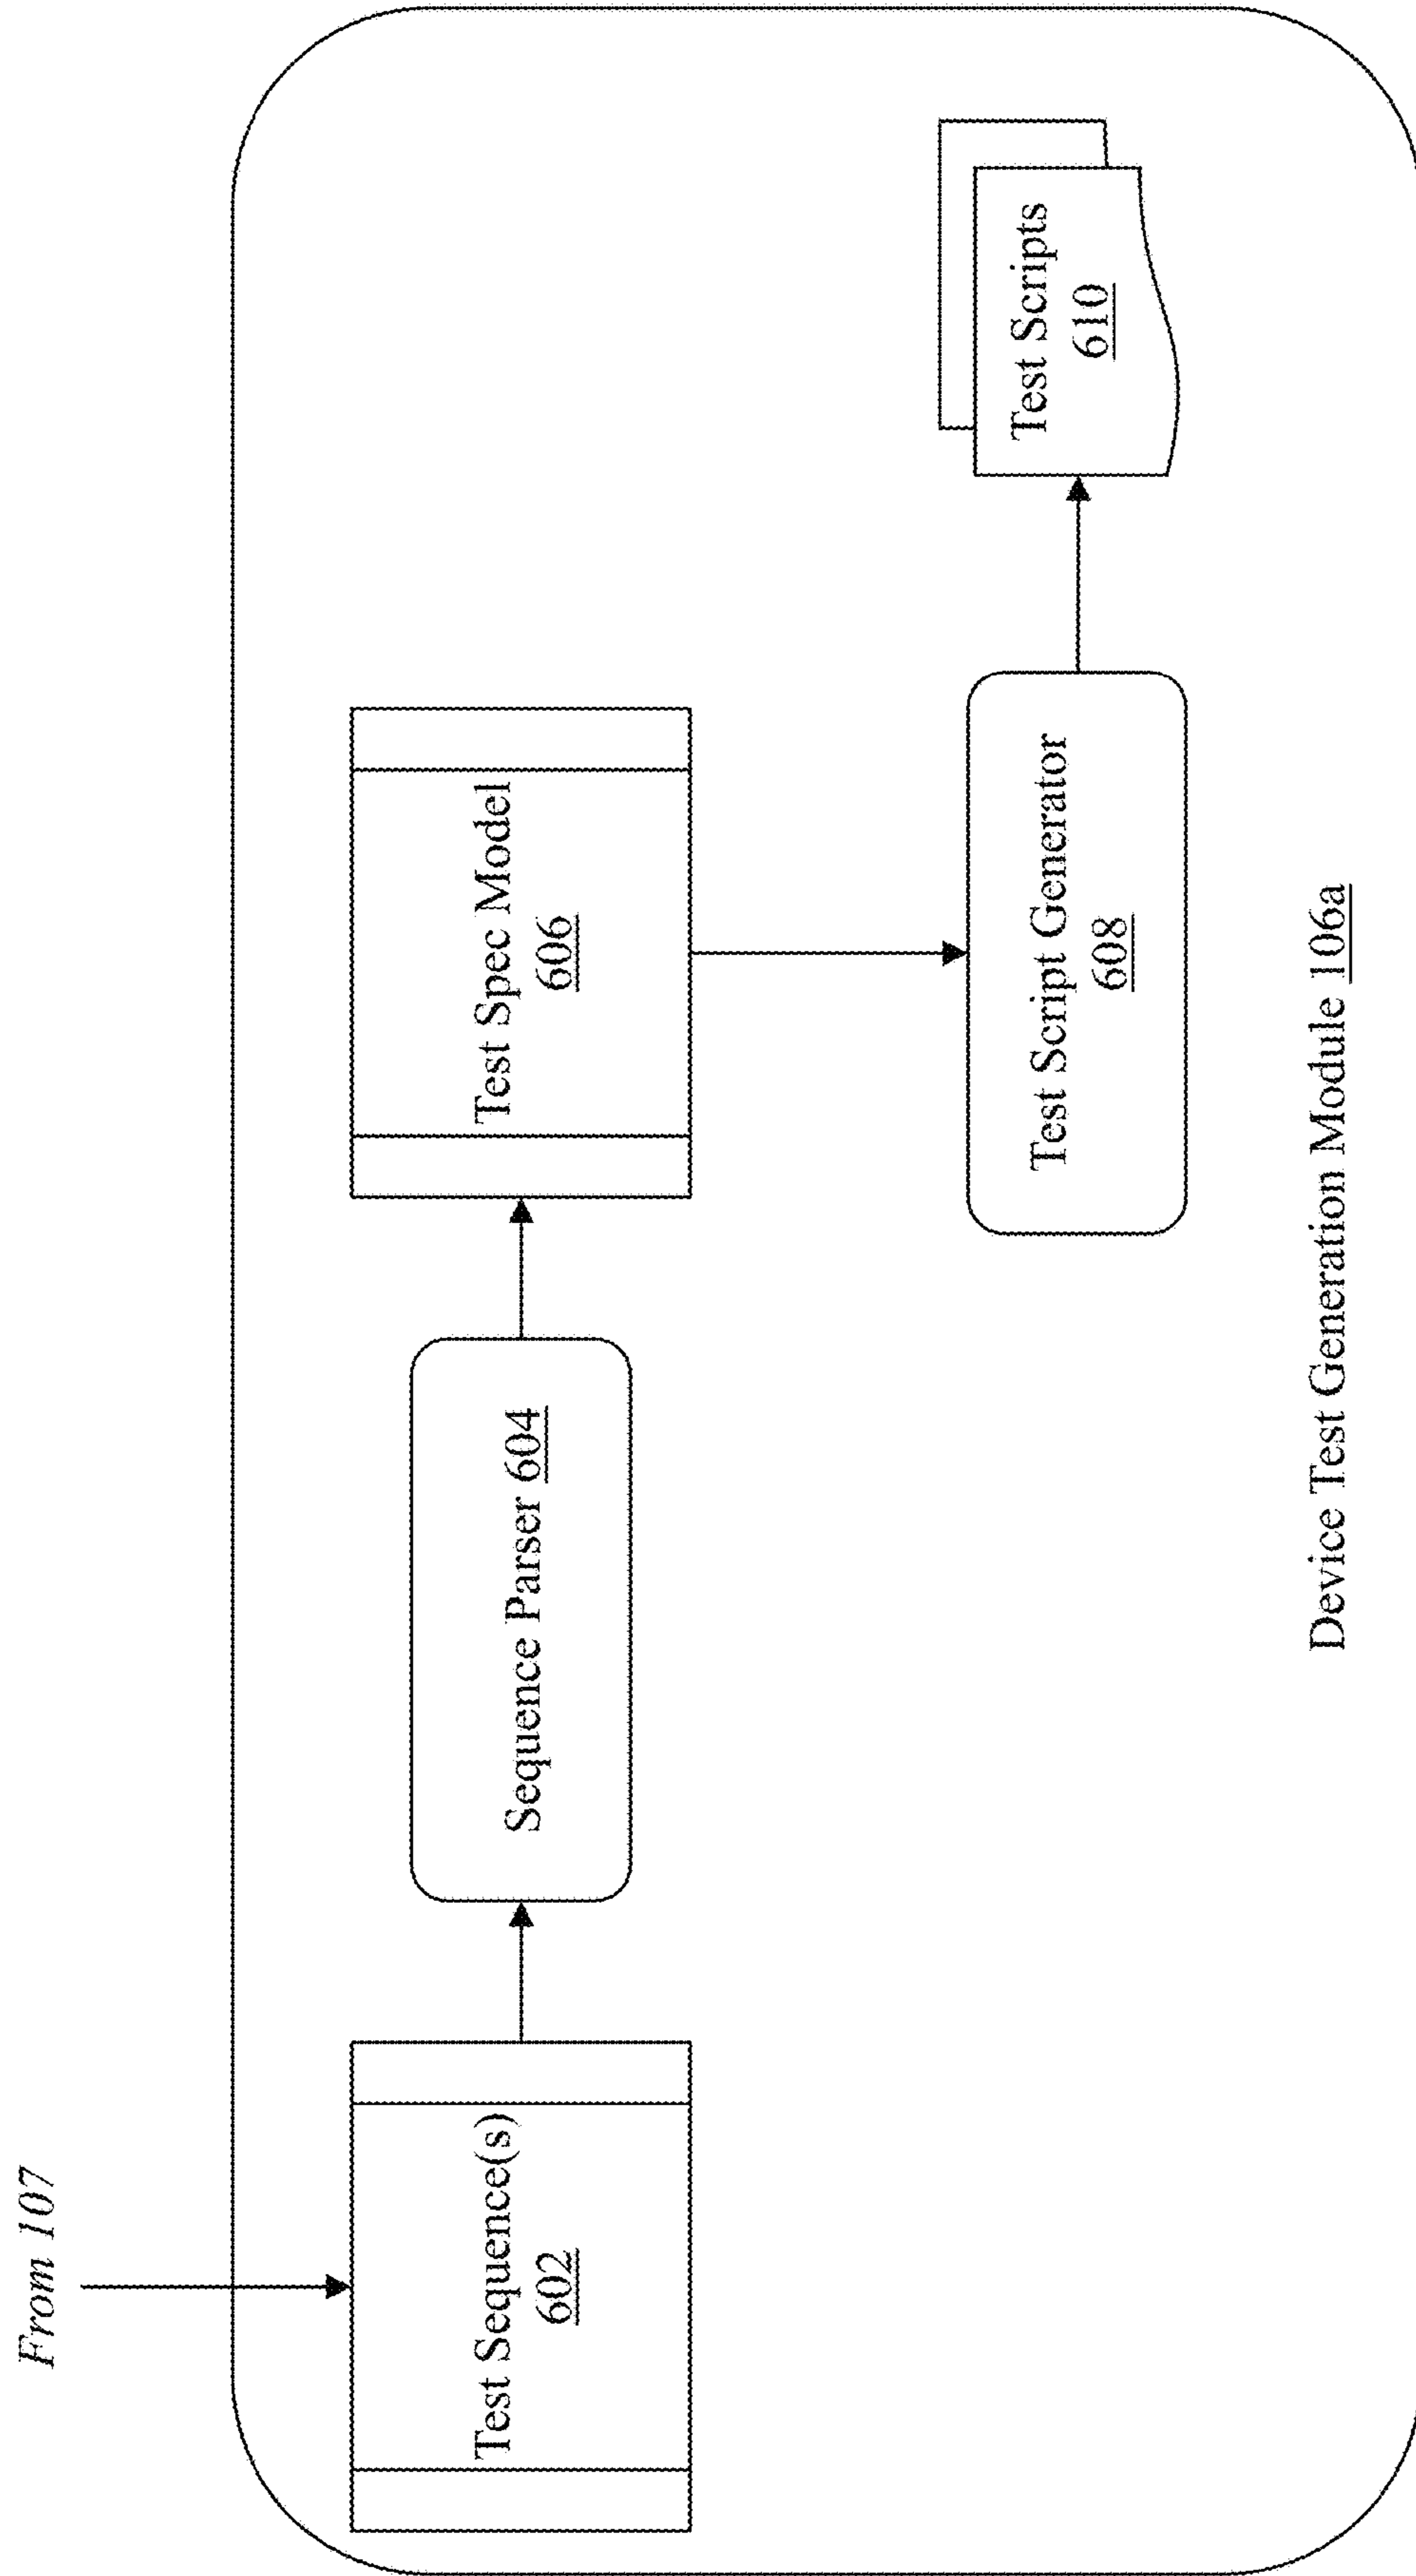 From 107
Test Sequence(s)
602
Sequence Parser 604
Test Spec Model
606
Test Script Generator
608
Test Scripts
610
Device Test Generation Module 106a